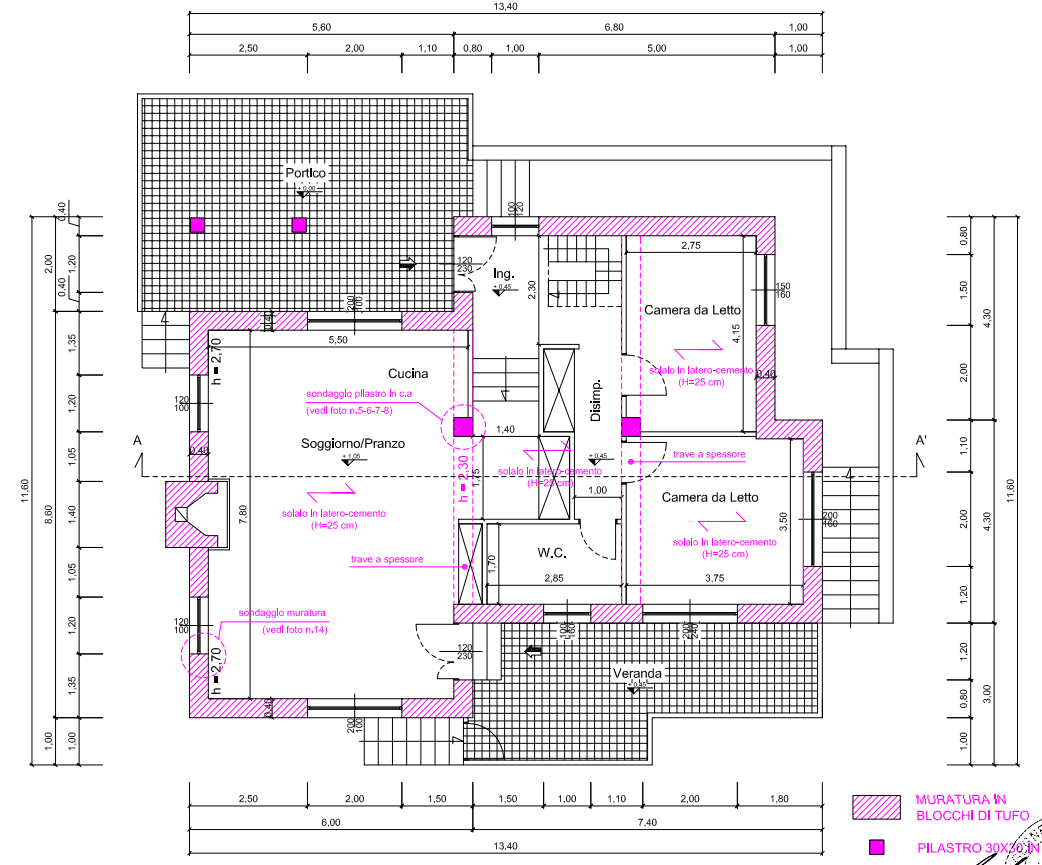 13,40
5,60 6,80 1,00
2,50 2,00 1,10 0,80 1,00 5,00 1,00
Portico
+ 0,00
0,40
2,00
1,20
0,40
11,60
8,60
1,35
1,20
1,05
1,40
1,05
1,20
1,35
1,00
1,00
100
120
120
230
Ing.
+ 0,45
2,30
2,75
150
160
Camera da Letto
4,15
solaio in latero-cemento
(H=25 cm)
0,40
200
100
0,40
5,50
h = 2,70
Cucina
sondaggio pilastro in c.a
(vedi foto n.5-6-7-8)
120
100
Soggiorno/Pranzo
+ 1,05
0,40
1,40
Disimp.
+ 0,45
trave a spessore
solaio in latero-cemento
(H=25 cm)
h = 2,30
1,75
1,00
A
A'
Camera da Letto
3,50
solaio in latero-cemento
(H=25 cm)
200
160
7,80
solaio in latero-cemento
(H=25 cm)
trave a spessore
W.C.
1,70
2,85
3,75
sondaggio muratura
(vedi foto n.14)
120
100
h = 2,70
0,40
200
100
120
230
100
160
200
240
Veranda
+ 0,45
0,80
1,50
2,00
1,10
2,00
1,20
1,20
0,80
1,00
4,30
4,30
3,00
11,60
2,50 2,00 1,50 1,50 1,00 1,10 2,00 1,80
6,00 7,40
13,40
MURATURA IN
BLOCCHI DI TUFO
PILASTRO 30X30 IN